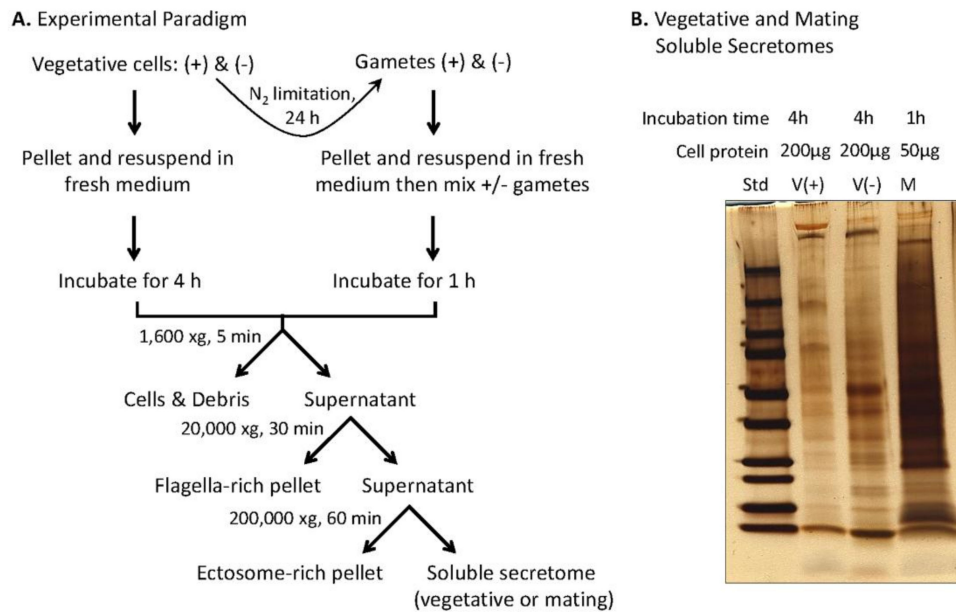 A. Experimental Paradigm
Vegetative cells: (+) & (-)
Gametes (+) & (-)
N2 limitation,
24 h
Pellet and resuspend in
fresh medium
Pellet and resuspend in fresh
medium then mix +/- gametes
Incubate for 4 h
Incubate for 1 h
1,600 xg, 5 min
Cells & Debris
Supernatant
20,000 xg, 30 min
Flagella-rich pellet
Supernatant
200,000 xg, 60 min
Ectosome-rich pellet
Soluble secretome
(vegetative or mating)
B. Vegetative and Mating
Soluble Secretomes
Incubation time 4h 4h 1h
Cell protein 200µg 200µg 50µg
Std V(+) V(-) M